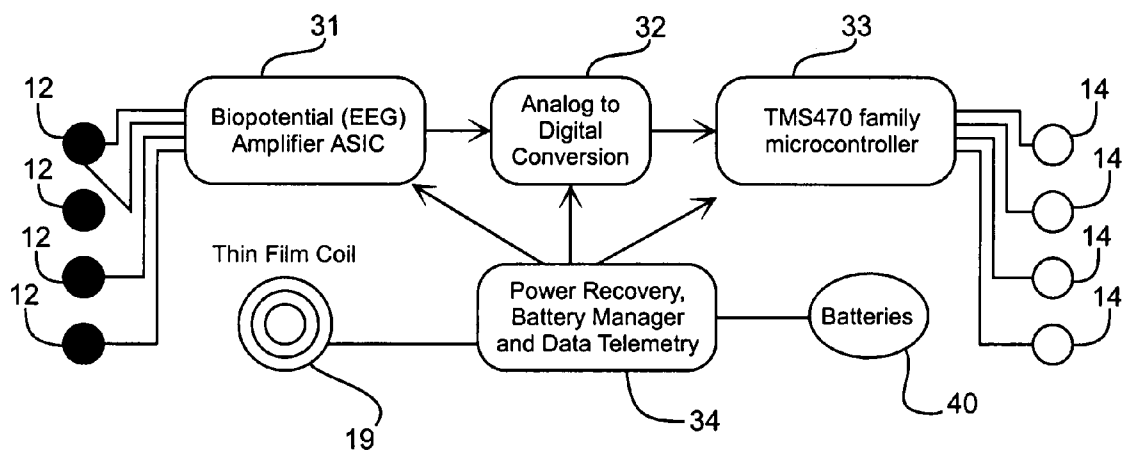 31
32
33
12
Biopotential (EEG)
Amplifier ASIC
Analog to
Digital
Conversion
TMS470 family
microcontroller
14
12
14
12
Thin Film Coil
14
12
Power Recovery,
Battery Manager
and Data Telemetry
Batteries
14
19
34
40